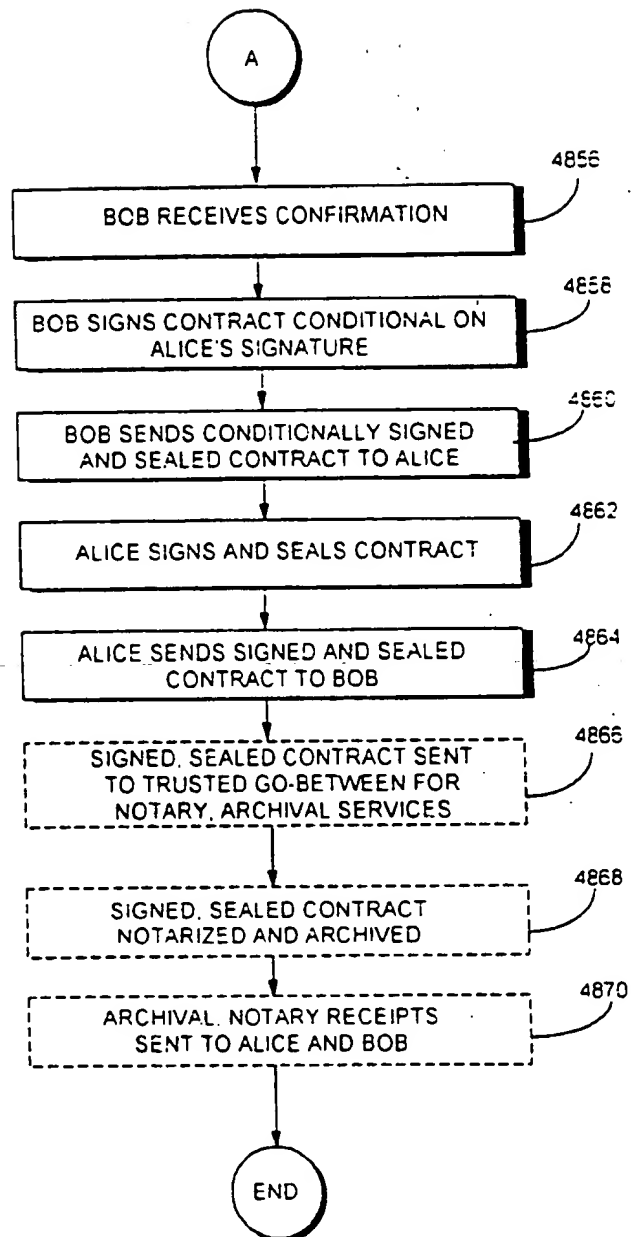 A
4856
BOB RECEIVES CONFIRMATION
4858
BOB SIGNS CONTRACT CONDITIONAL ON
ALICE'S SIGNATURE
4860
BOB SENDS CONDITIONALLY SIGNED
AND SEALED CONTRACT TO ALICE
4862
ALICE SIGNS AND SEALS CONTRACT
4864
ALICE SENDS SIGNED AND SEALED
CONTRACT TO BOB
4866
SIGNED, SEALED CONTRACT SENT
TO TRUSTED GO-BETWEEN FOR
NOTARY, ARCHIVAL SERVICES
4868
SIGNED, SEALED CONTRACT
NOTARIZED AND ARCHIVED
4870
ARCHIVAL, NOTARY RECEIPTS
SENT TO ALICE AND BOB
END